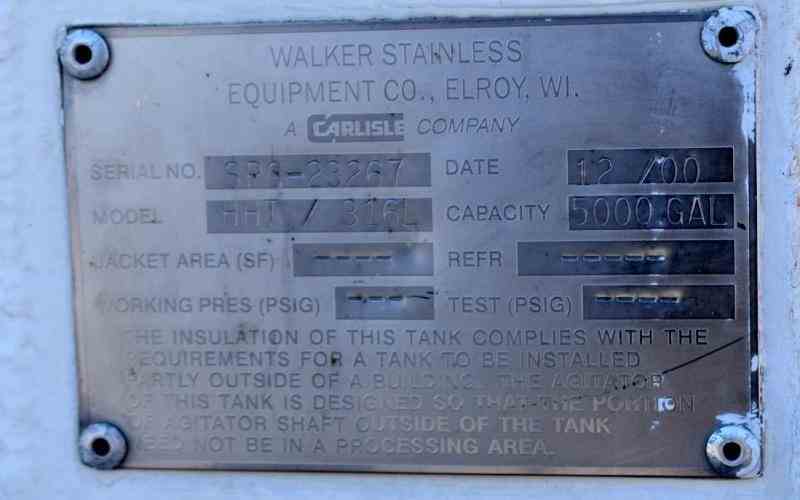 WALKER STAINLESS
EQUIPMENT CO., ELROY, WI.
A CARLISLE COMPANY
SERIAL NO. SPS-23267 DATE 12/00
MODEL HHT / 316L CAPACITY 5000 GAL
JACKET AREA (SF) ---- REFR -----
WORKING PRES (PSIG) ---- TEST (PSIG) -----
THE INSULATION OF THIS TANK COMPLIES WITH THE
REQUIREMENTS FOR A TANK TO BE INSTALLED
PARTLY OUTSIDE OF A BUILDING. THE AGITATOR
OF THIS TANK IS DESIGNED SO THAT THE PORTION
OF AGITATOR SHAFT OUTSIDE OF THE TANK
NEED NOT BE IN A PROCESSING AREA.